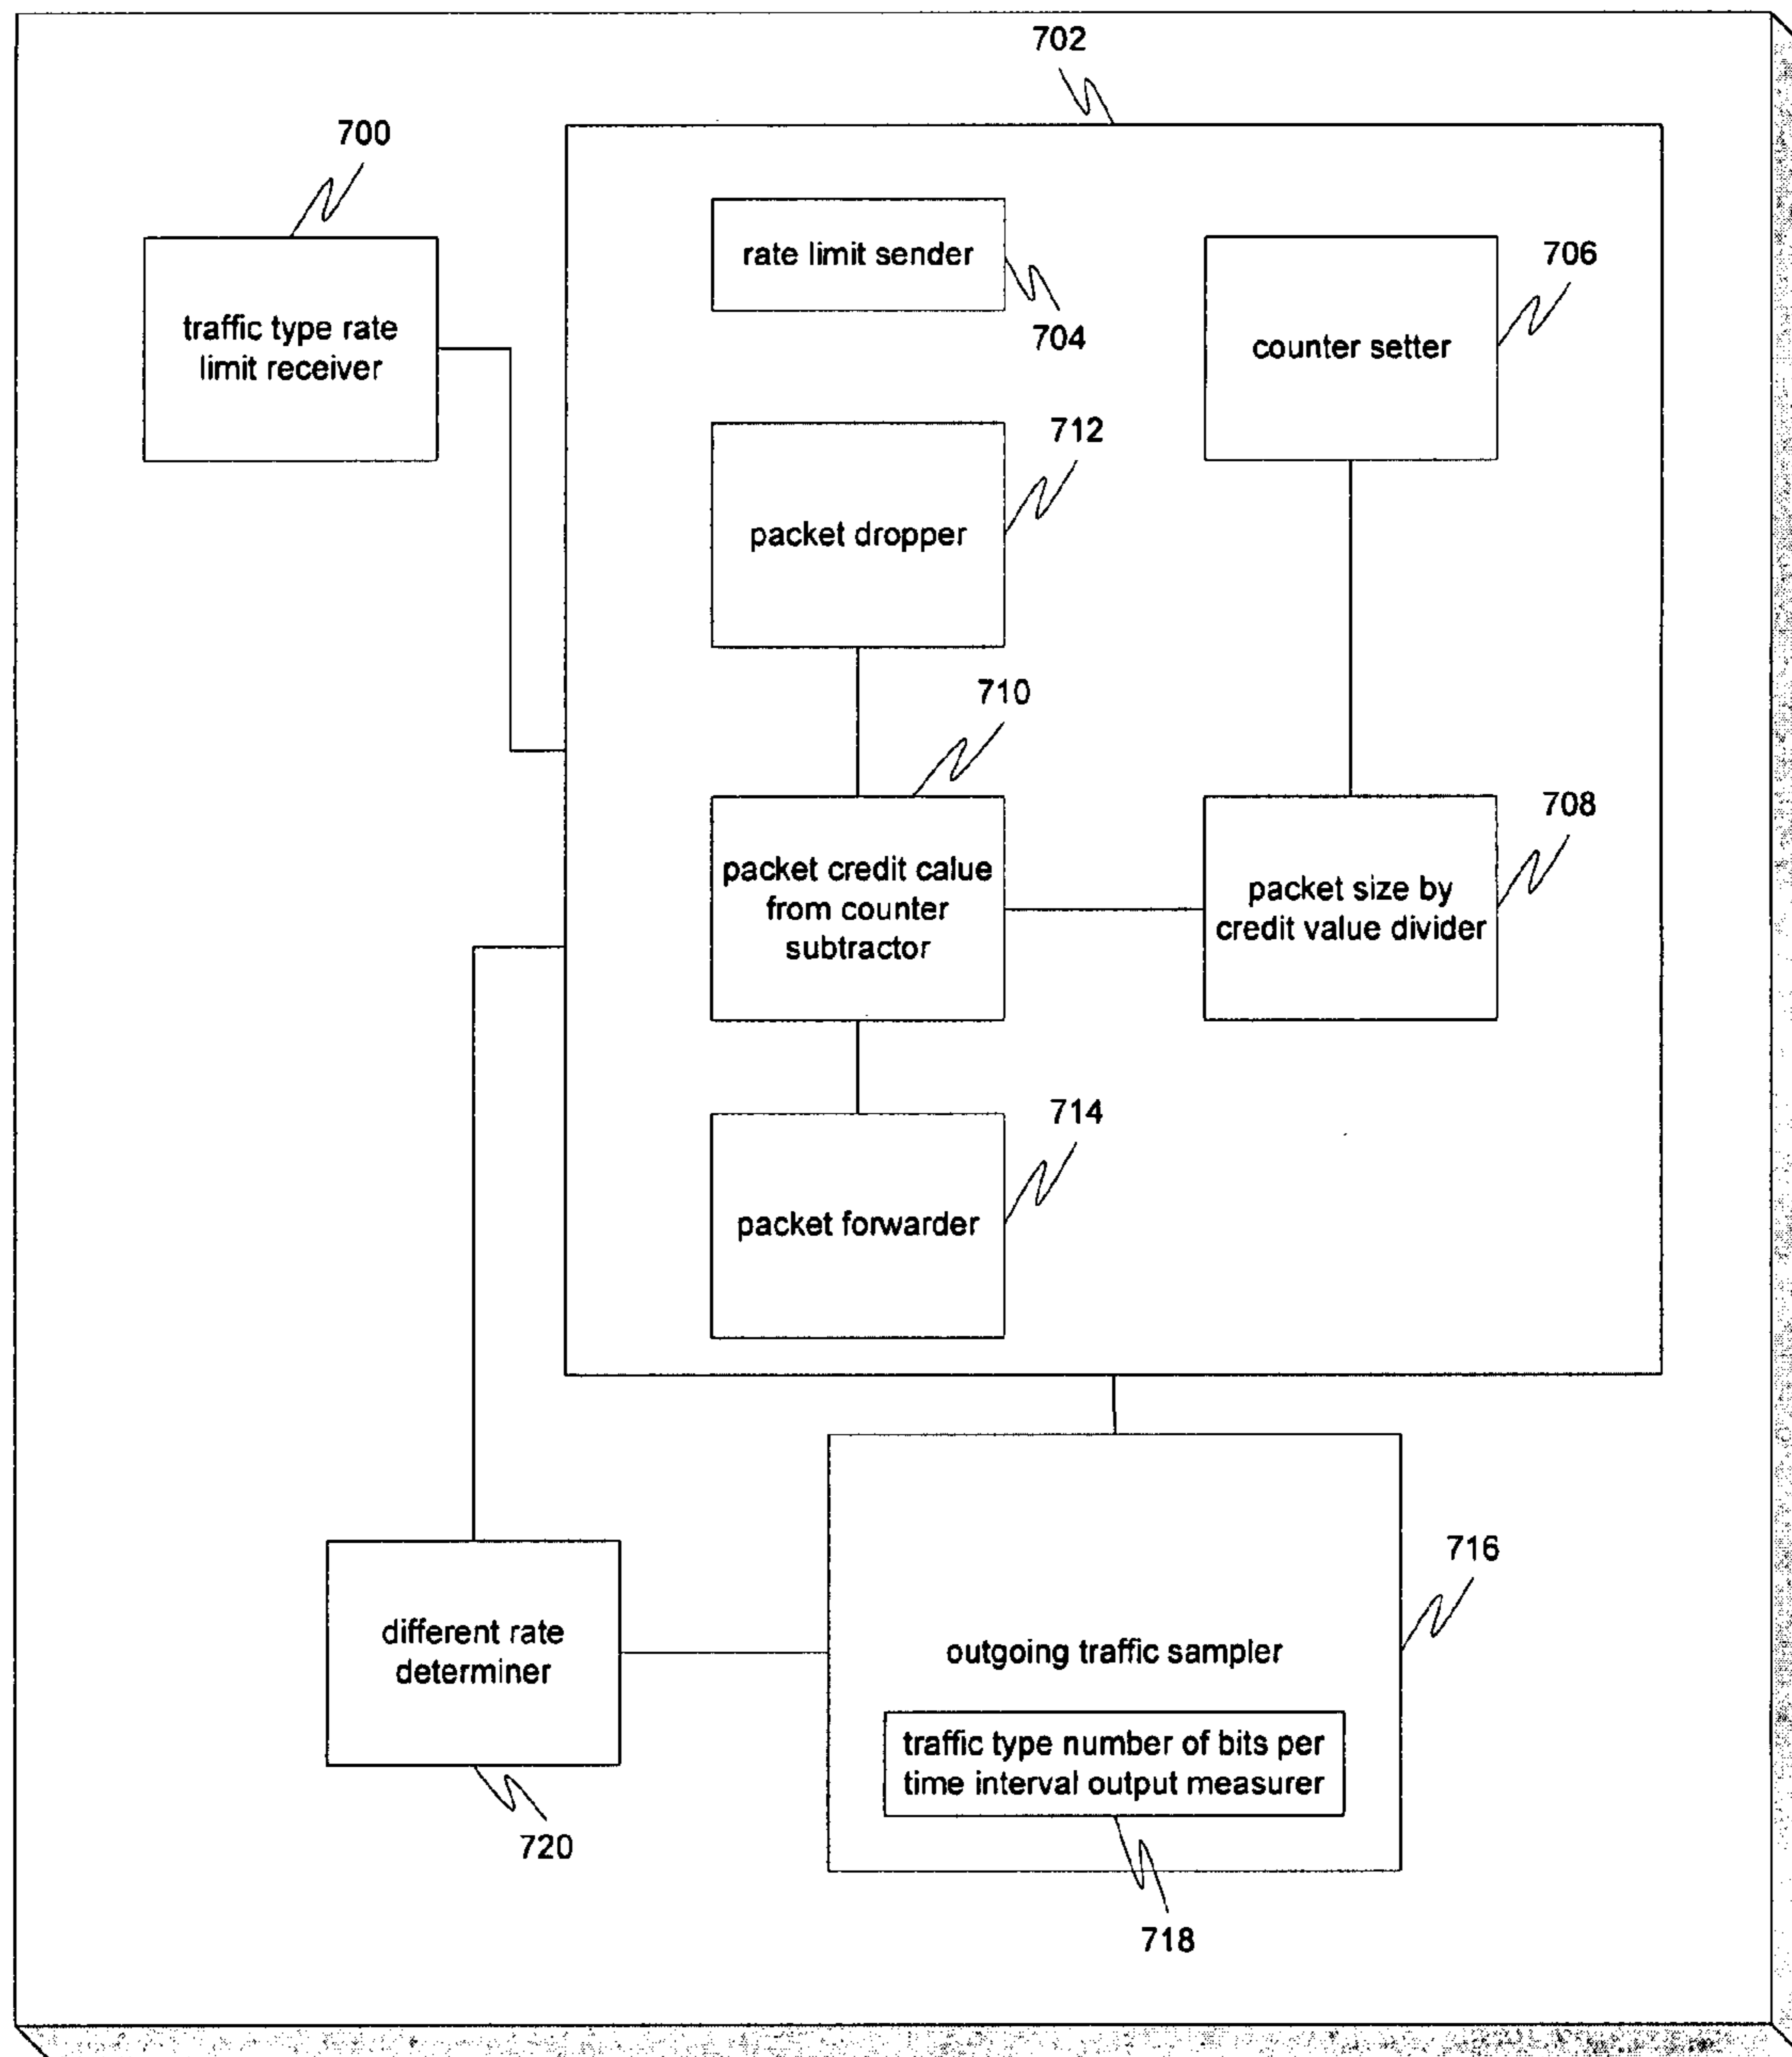 702
700
rate limit sender
706
704
traffic type rate
limit receiver
counter setter
712
packet dropper
710
708
packet credit calue
from counter
subtractor
packet size by
credit value divider
714
packet forwarder
716
different rate
determiner
outgoing traffic sampler
traffic type number of bits per
time interval output measurer
720
718